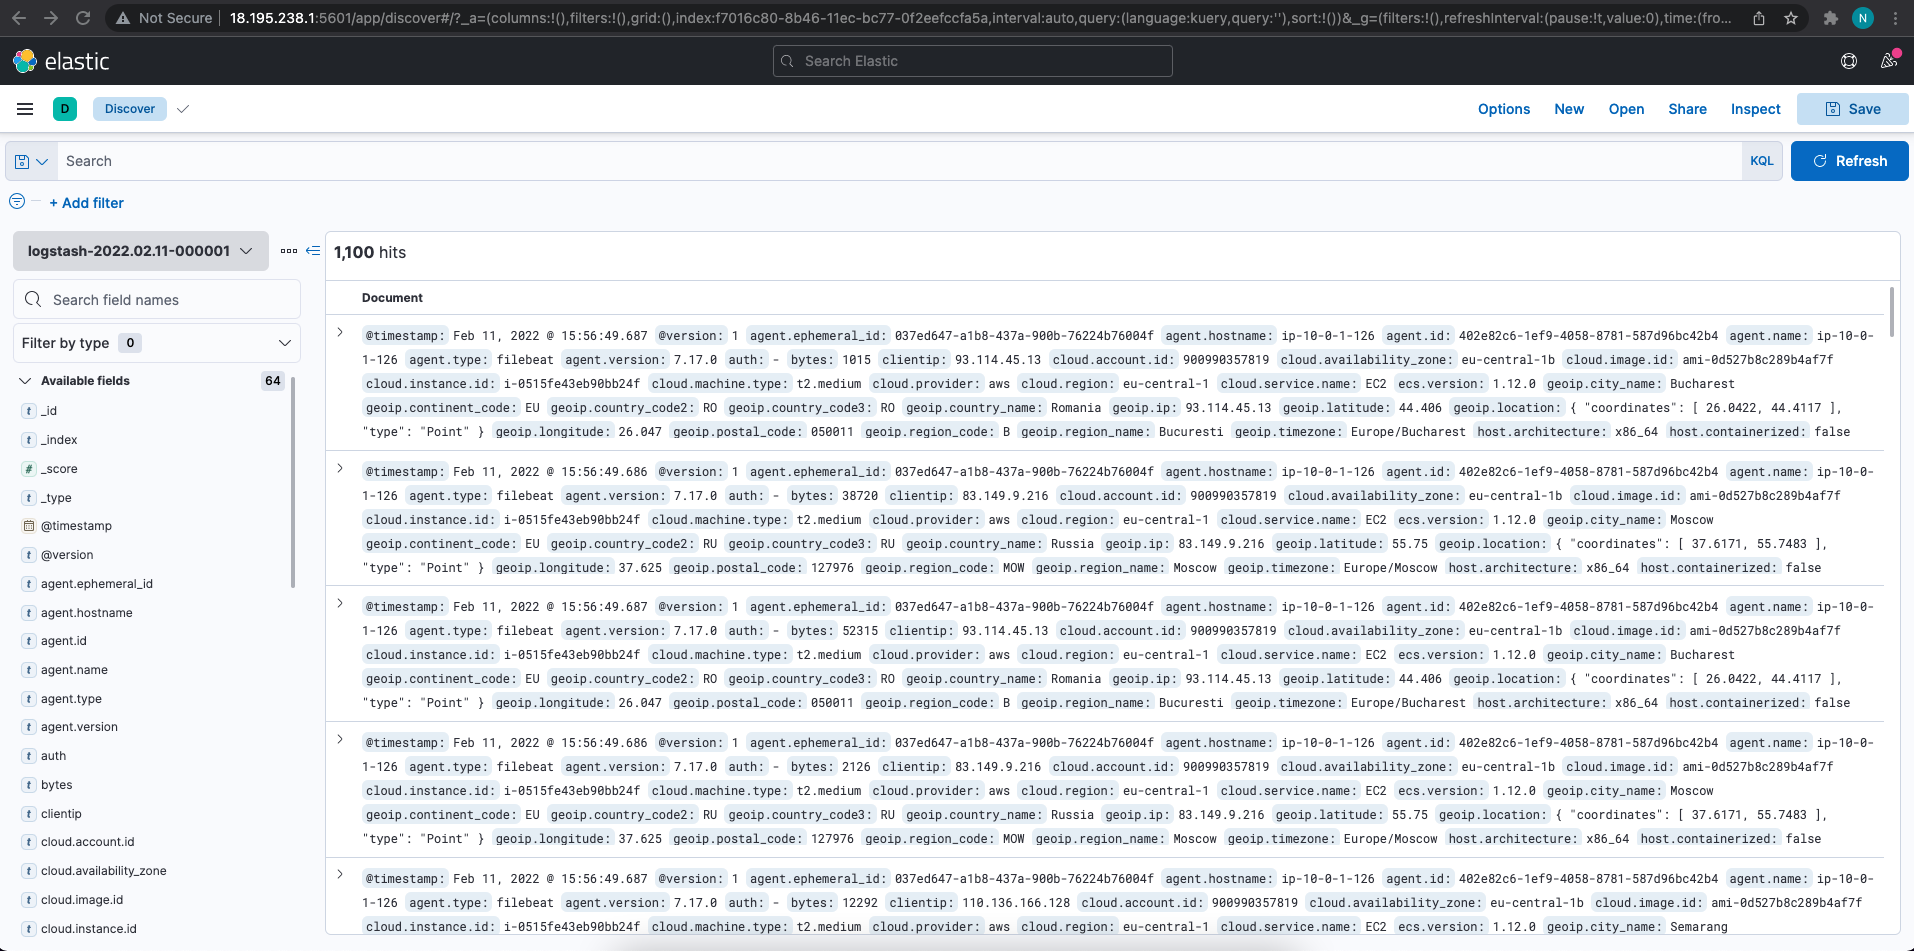 Not Secure | 18.195.238.1:5601/app/discover#/?_a=(columns:!(),filters:!(),grid:(),index:f7016c80-8b46-11ec-bc77-0f2eefccfa5a,interval:auto,query:(language:kuery,query:''),sort:!())&_g=(filters:!(),refreshInterval:(pause:!t,value:0),time:(fro... N
elastic Search Elastic
D Discover Options New Open Share Inspect Save
Search KQL Refresh
+ Add filter
logstash-2022.02.11-000001
Search field names
Filter by type 0
Available fields 64
t _id
t _index
# _score
t _type
@timestamp
t @version
t agent.ephemeral_id
t agent.hostname
t agent.id
t agent.name
t agent.type
t agent.version
t auth
t bytes
t clientip
t cloud.account.id
t cloud.availability_zone
t cloud.image.id
t cloud.instance.id
1,100 hits
Document
@timestamp: Feb 11, 2022 @ 15:56:49.687 @version: 1 agent.ephemeral_id: 037ed647-a1b8-437a-900b-76224b76004f agent.hostname: ip-10-0-1-126 agent.id: 402e82c6-1ef9-4058-8781-587d96bc42b4 agent.name: ip-10-0-
1-126 agent.type: filebeat agent.version: 7.17.0 auth: - bytes: 1015 clientip: 93.114.45.13 cloud.account.id: 900990357819 cloud.availability_zone: eu-central-1b cloud.image.id: ami-0d527b8c289b4af7f
cloud.instance.id: i-0515fe43eb90bb24f cloud.machine.type: t2.medium cloud.provider: aws cloud.region: eu-central-1 cloud.service.name: EC2 ecs.version: 1.12.0 geoip.city_name: Bucharest
geoip.continent_code: EU geoip.country_code2: RO geoip.country_code3: RO geoip.country_name: Romania geoip.ip: 93.114.45.13 geoip.latitude: 44.406 geoip.location: { "coordinates": [ 26.0422, 44.4117 ],
"type": "Point" } geoip.longitude: 26.047 geoip.postal_code: 050011 geoip.region_code: B geoip.region_name: Bucuresti geoip.timezone: Europe/Bucharest host.architecture: x86_64 host.containerized: false
@timestamp: Feb 11, 2022 @ 15:56:49.686 @version: 1 agent.ephemeral_id: 037ed647-a1b8-437a-900b-76224b76004f agent.hostname: ip-10-0-1-126 agent.id: 402e82c6-1ef9-4058-8781-587d96bc42b4 agent.name: ip-10-0-
1-126 agent.type: filebeat agent.version: 7.17.0 auth: - bytes: 38720 clientip: 83.149.9.216 cloud.account.id: 900990357819 cloud.availability_zone: eu-central-1b cloud.image.id: ami-0d527b8c289b4af7f
cloud.instance.id: i-0515fe43eb90bb24f cloud.machine.type: t2.medium cloud.provider: aws cloud.region: eu-central-1 cloud.service.name: EC2 ecs.version: 1.12.0 geoip.city_name: Moscow
geoip.continent_code: EU geoip.country_code2: RU geoip.country_code3: RU geoip.country_name: Russia geoip.ip: 83.149.9.216 geoip.latitude: 55.75 geoip.location: { "coordinates": [ 37.6171, 55.7483 ],
"type": "Point" } geoip.longitude: 37.625 geoip.postal_code: 127976 geoip.region_code: MOW geoip.region_name: Moscow geoip.timezone: Europe/Moscow host.architecture: x86_64 host.containerized: false
@timestamp: Feb 11, 2022 @ 15:56:49.687 @version: 1 agent.ephemeral_id: 037ed647-a1b8-437a-900b-76224b76004f agent.hostname: ip-10-0-1-126 agent.id: 402e82c6-1ef9-4058-8781-587d96bc42b4 agent.name: ip-10-0-
1-126 agent.type: filebeat agent.version: 7.17.0 auth: - bytes: 52315 clientip: 93.114.45.13 cloud.account.id: 900990357819 cloud.availability_zone: eu-central-1b cloud.image.id: ami-0d527b8c289b4af7f
cloud.instance.id: i-0515fe43eb90bb24f cloud.machine.type: t2.medium cloud.provider: aws cloud.region: eu-central-1 cloud.service.name: EC2 ecs.version: 1.12.0 geoip.city_name: Bucharest
geoip.continent_code: EU geoip.country_code2: RO geoip.country_code3: RO geoip.country_name: Romania geoip.ip: 93.114.45.13 geoip.latitude: 44.406 geoip.location: { "coordinates": [ 26.0422, 44.4117 ],
"type": "Point" } geoip.longitude: 26.047 geoip.postal_code: 050011 geoip.region_code: B geoip.region_name: Bucuresti geoip.timezone: Europe/Bucharest host.architecture: x86_64 host.containerized: false
@timestamp: Feb 11, 2022 @ 15:56:49.686 @version: 1 agent.ephemeral_id: 037ed647-a1b8-437a-900b-76224b76004f agent.hostname: ip-10-0-1-126 agent.id: 402e82c6-1ef9-4058-8781-587d96bc42b4 agent.name: ip-10-0-
1-126 agent.type: filebeat agent.version: 7.17.0 auth: - bytes: 2126 clientip: 83.149.9.216 cloud.account.id: 900990357819 cloud.availability_zone: eu-central-1b cloud.image.id: ami-0d527b8c289b4af7f
cloud.instance.id: i-0515fe43eb90bb24f cloud.machine.type: t2.medium cloud.provider: aws cloud.region: eu-central-1 cloud.service.name: EC2 ecs.version: 1.12.0 geoip.city_name: Moscow
geoip.continent_code: EU geoip.country_code2: RU geoip.country_code3: RU geoip.country_name: Russia geoip.ip: 83.149.9.216 geoip.latitude: 55.75 geoip.location: { "coordinates": [ 37.6171, 55.7483 ],
"type": "Point" } geoip.longitude: 37.625 geoip.postal_code: 127976 geoip.region_code: MOW geoip.region_name: Moscow geoip.timezone: Europe/Moscow host.architecture: x86_64 host.containerized: false
@timestamp: Feb 11, 2022 @ 15:56:49.687 @version: 1 agent.ephemeral_id: 037ed647-a1b8-437a-900b-76224b76004f agent.hostname: ip-10-0-1-126 agent.id: 402e82c6-1ef9-4058-8781-587d96bc42b4 agent.name: ip-10-0-
1-126 agent.type: filebeat agent.version: 7.17.0 auth: - bytes: 12292 clientip: 110.136.166.128 cloud.account.id: 900990357819 cloud.availability_zone: eu-central-1b cloud.image.id: ami-0d527b8c289b4af7f
cloud.instance.id: i-0515fe43eb90bb24f cloud.machine.type: t2.medium cloud.provider: aws cloud.region: eu-central-1 cloud.service.name: EC2 ecs.version: 1.12.0 geoip.city_name: Semarang